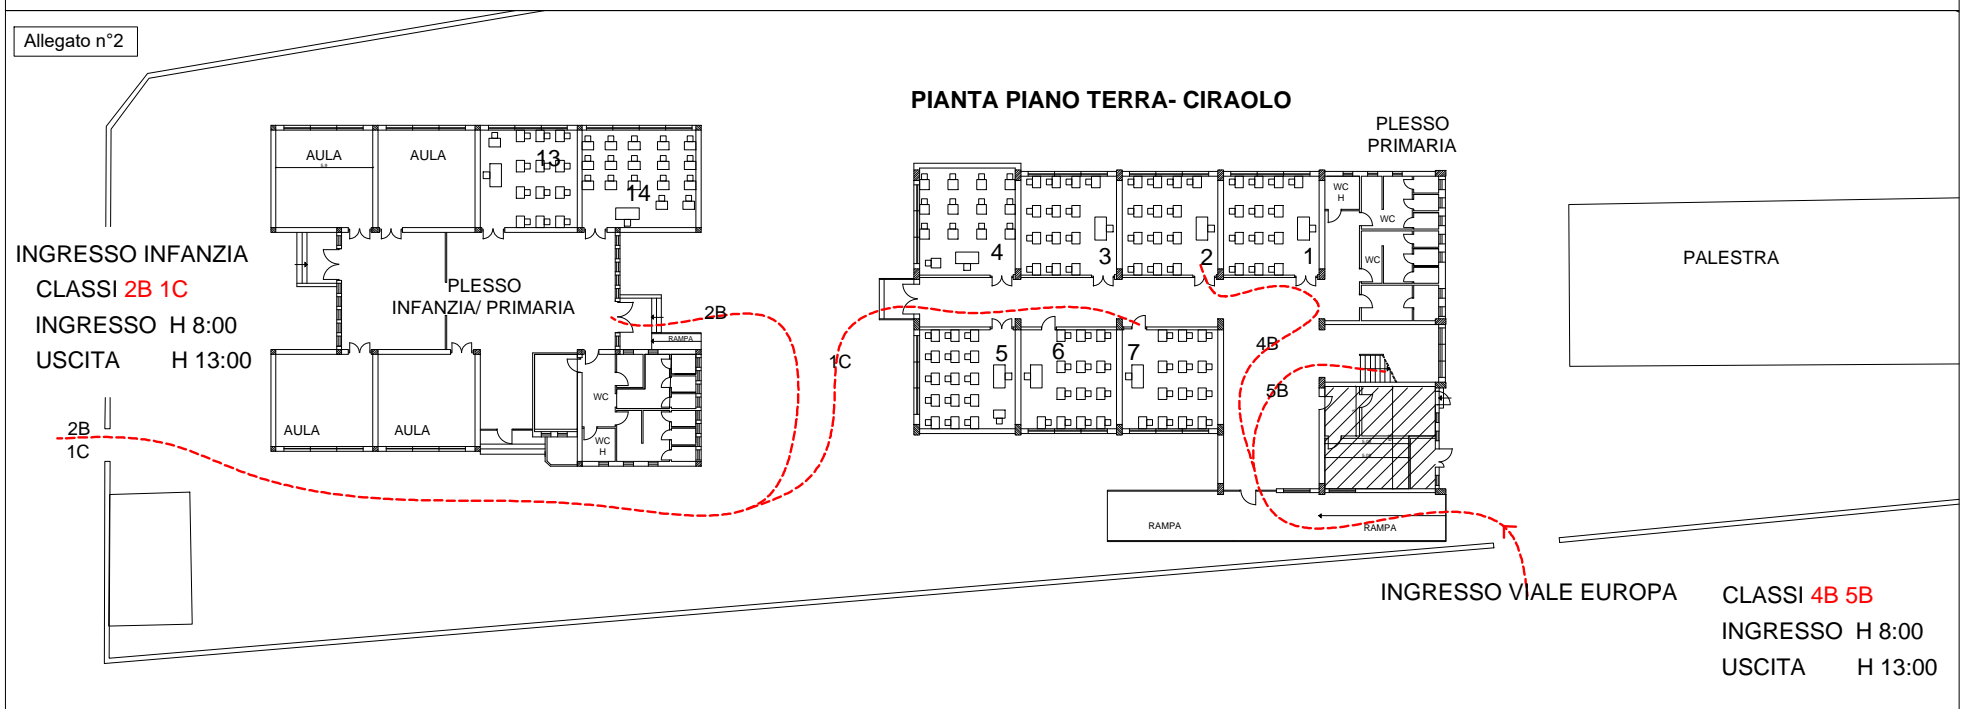 Allegato n°2
PIANTA PIANO TERRA- CIRAOLO
PLESSO
PRIMARIA
AULA
AULA
13
14
INGRESSO INFANZIA
CLASSI 2B 1C
INGRESSO H 8:00
USCITA H 13:00
PLESSO
INFANZIA/ PRIMARIA
2B
RAMPA
1C
AULA
AULA
WC
WC
H
2B
1C
4
3
2
1
WC
H
WC
WC
5
6
7
4B
5B
RAMPA
RAMPA
PALESTRA
INGRESSO VIALE EUROPA
CLASSI 4B 5B
INGRESSO H 8:00
USCITA H 13:00